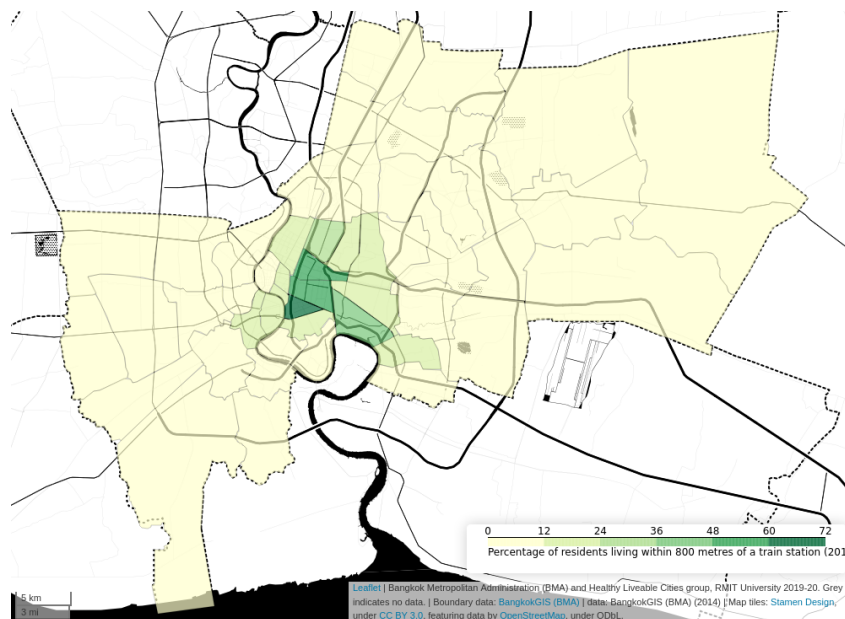 0 12 24 36 48 60 72
Percentage of residents living within 800 metres of a train station (201
5 km
3 mi
Leaflet | Bangkok Metropolitan Admnistration (BMA) and Healthy Liveable Cities group, RMIT University 2019-20. Grey
indicates no data. | Boundary data: BangkokGIS (BMA) | data: BangkokGIS (BMA) (2014) | Map tiles: Stamen Design,
under CC BY 3.0, featuring data by OpenStreetMap, under ODbL.